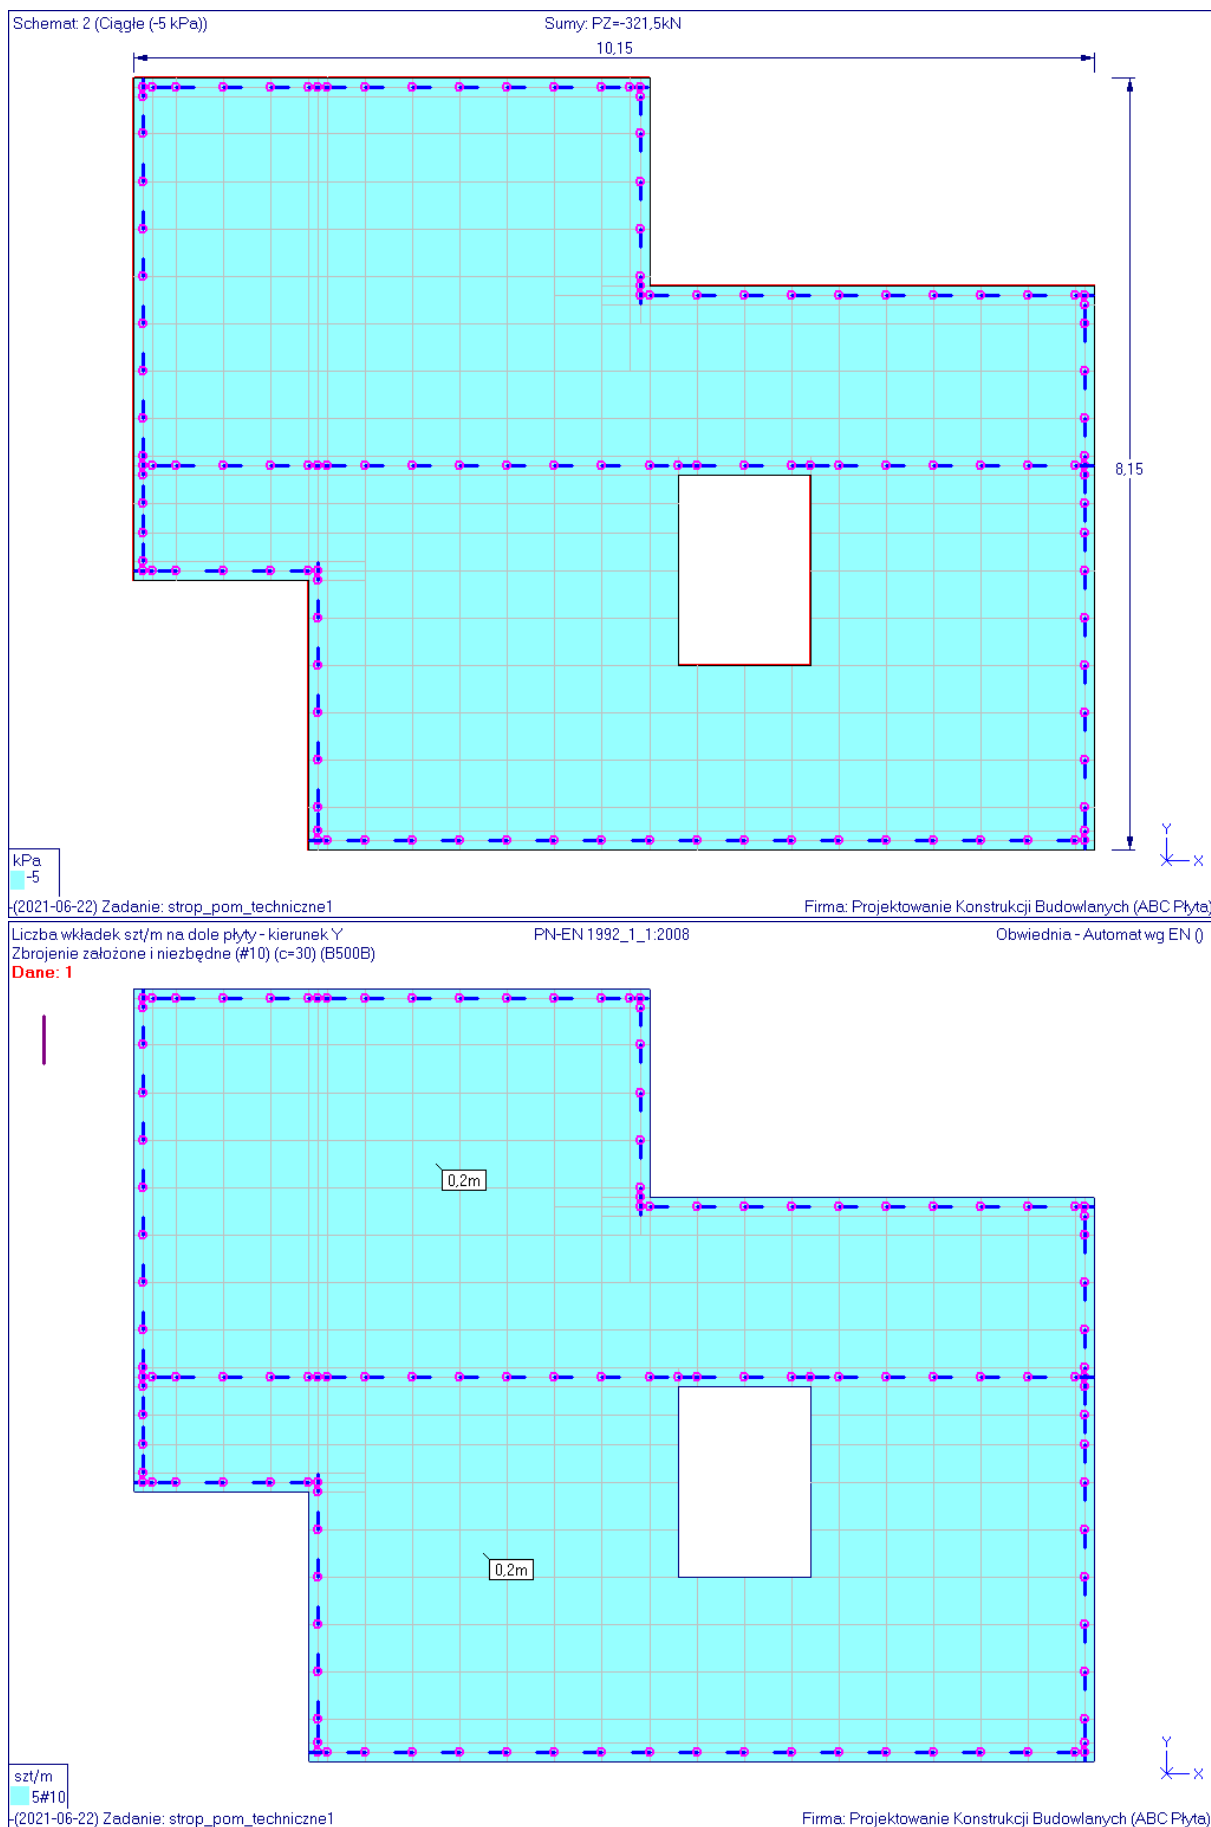 Schemat: 2 (Ciągłe (-5 kPa))
Sumy: PZ=-321,5kN
10,15
8,15
kPa
-5
Y
X
-(2021-06-22) Zadanie: strop_pom_techniczne1
Firma: Projektowanie Konstrukcji Budowlanych (ABC Płyta)
Liczba wkładek szt/m na dole płyty - kierunek Y
PN-EN 1992_1_1:2008
Obwiednia - Automat wg EN ()
Zbrojenie założone i niezbędne (#10) (c=30) (B500B)
Dane: 1
0,2m
0,2m
szt/m
5#10
Y
X
-(2021-06-22) Zadanie: strop_pom_techniczne1
Firma: Projektowanie Konstrukcji Budowlanych (ABC Płyta)